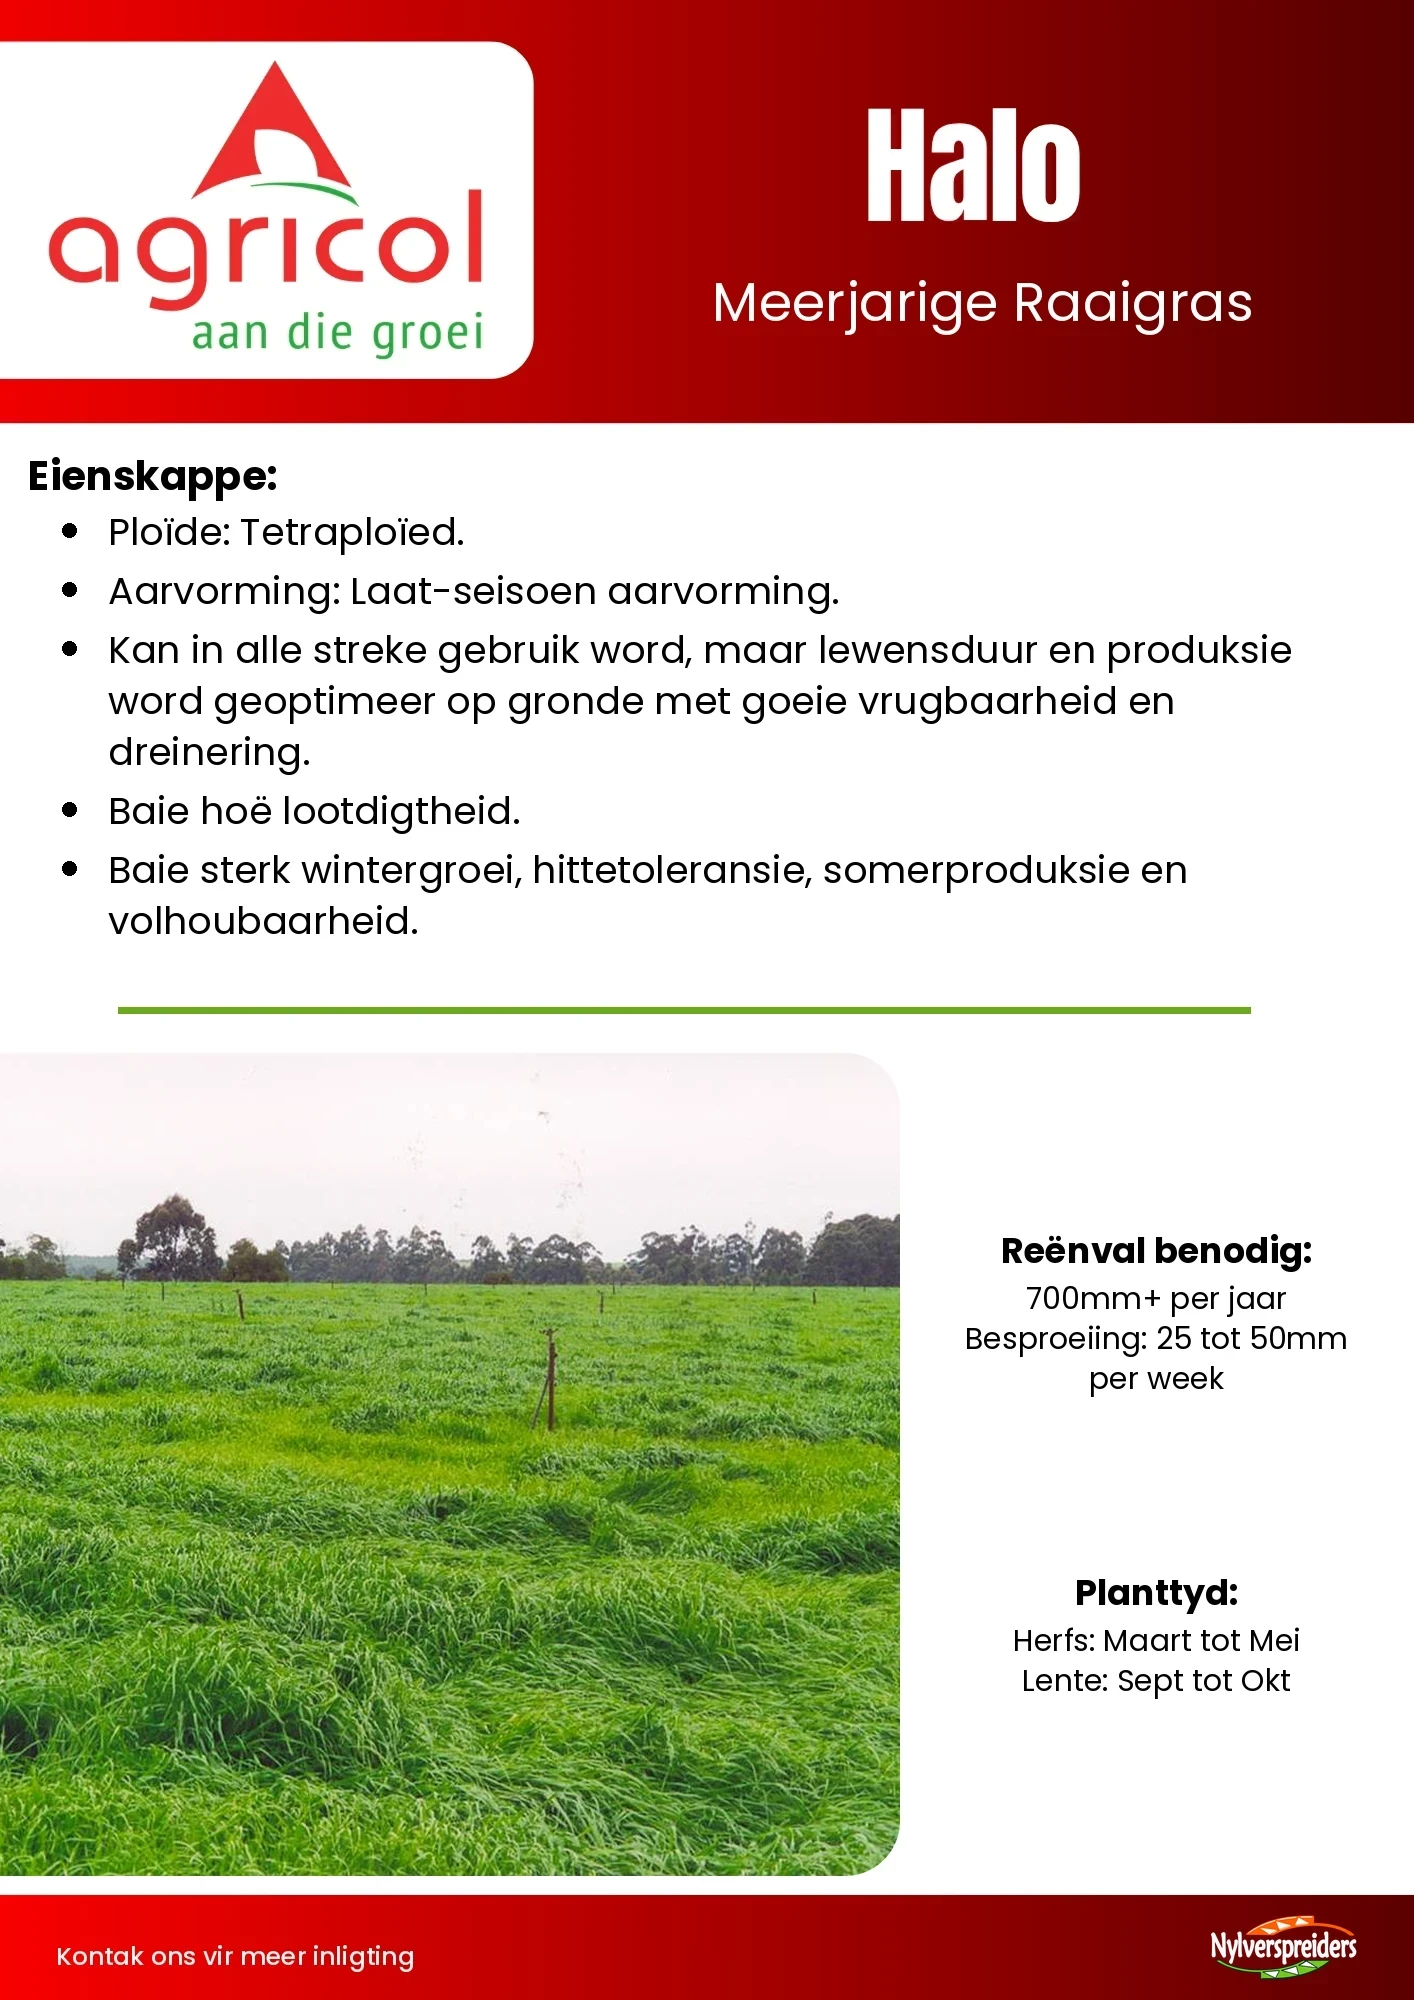 agricol
aan die groei
Halo
Meerjarige Raaigras
Eienskappe:
• Ploïde: Tetraploïed.
• Aarvorming: Laat-seisoen aarvorming.
• Kan in alle streke gebruik word, maar lewensduur en produksie
word geoptimeer op gronde met goeie vrugbaarheid en
dreinering.
• Baie hoë lootdigtheid.
• Baie sterk wintergroei, hittetoleransie, somerproduksie en
volhoubaarheid.
Reënval benodig:
700mm+ per jaar
Besproeiing: 25 tot 50mm
per week
Planttyd:
Herfs: Maart tot Mei
Lente: Sept tot Okt
Kontak ons vir meer inligting
Nylverspreiders